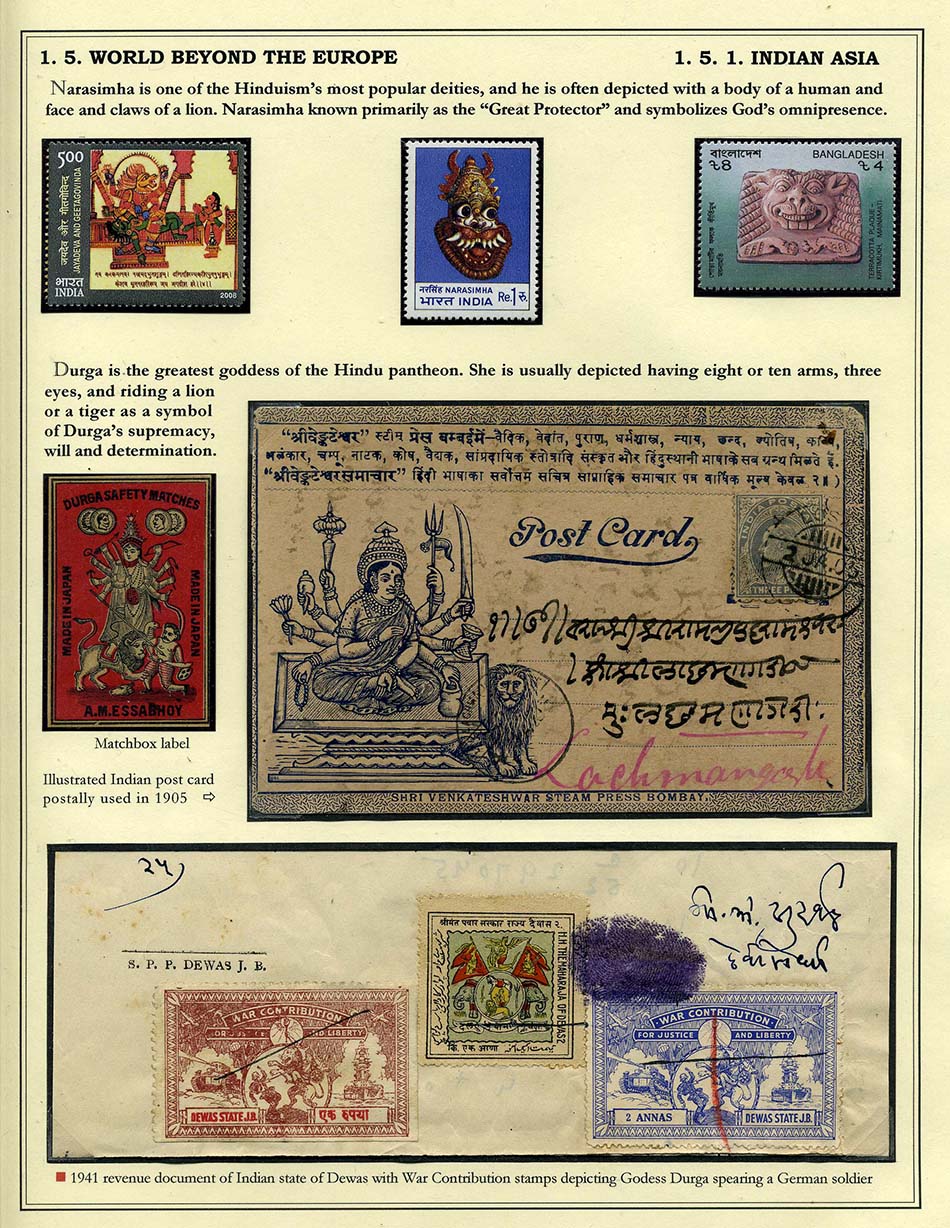 1. 5. WORLD BEYOND THE EUROPE
1. 5. 1. INDIAN ASIA
Narasimha is one of the Hinduism's most popular deities, and he is often depicted with a body of a human and
face and claws of a lion. Narasimha known primarily as the “Great Protector” and symbolizes God's omnipresence.
5.00
जयदेव और गीतगोविन्द
JAYADEVA AND GEETAGOVINDA
भारत
INDIA
2008
नरसिंह NARASIMHA
भारत INDIA Re.1रु.
বাংলাদেশ BANGLADESH
৳8 ৳4
TERRACOTTA PLAQUE -
KIRTIMUKH, MAINAMATI
Durga is the greatest goddess of the Hindu pantheon. She is usually depicted having eight or ten arms, three
eyes, and riding a lion
or a tiger as a symbol
of Durga's supremacy,
will and determination.
DURGA SAFETY MATCHES
MADE IN JAPAN
MADE IN JAPAN
A.M.ESSABHOY
Matchbox label
Illustrated Indian post card
postally used in 1905 ⇨
“श्रीवेङ्कटेश्वर” स्टीम प्रेस बम्बईमें–वैदिक, वेदांत, पुराण, धर्मशास्त्र, न्याय, छन्द, ज्योतिष,
अलंकार, चम्पू, नाटक, कोष, वैद्यक, सांप्रदायिक स्तोत्रादि संस्कृत और हिंदुस्थानी भाषाके सब ग्रन्थ मिलते हैं.
“श्रीवेङ्कटेश्वरसमाचार” हिंदी भाषाका सर्वोत्तम सचित्र साप्ताहिक समाचार पत्र वार्षिक मूल्य केवल २॥)
Post Card,
INDIA POSTAGE
THREE PIES
2 JA
Lachmangarh
SHRI VENKATESHWAR STEAM PRESS BOMBAY.
२५
S. P. P. DEWAS J. B.
श्रीमंत पवार सरकार राज्य देवास २.
H.H. THE MAHARAJA OF DEWAS 2
कि. एक आणा
WAR CONTRIBUTION
FOR JUSTICE AND LIBERTY
DEWAS STATE J.B. एक रुपया
WAR CONTRIBUTION
FOR JUSTICE AND LIBERTY
2 ANNAS DEWAS STATE J.B.
■ 1941 revenue document of Indian state of Dewas with War Contribution stamps depicting Godess Durga spearing a German soldier